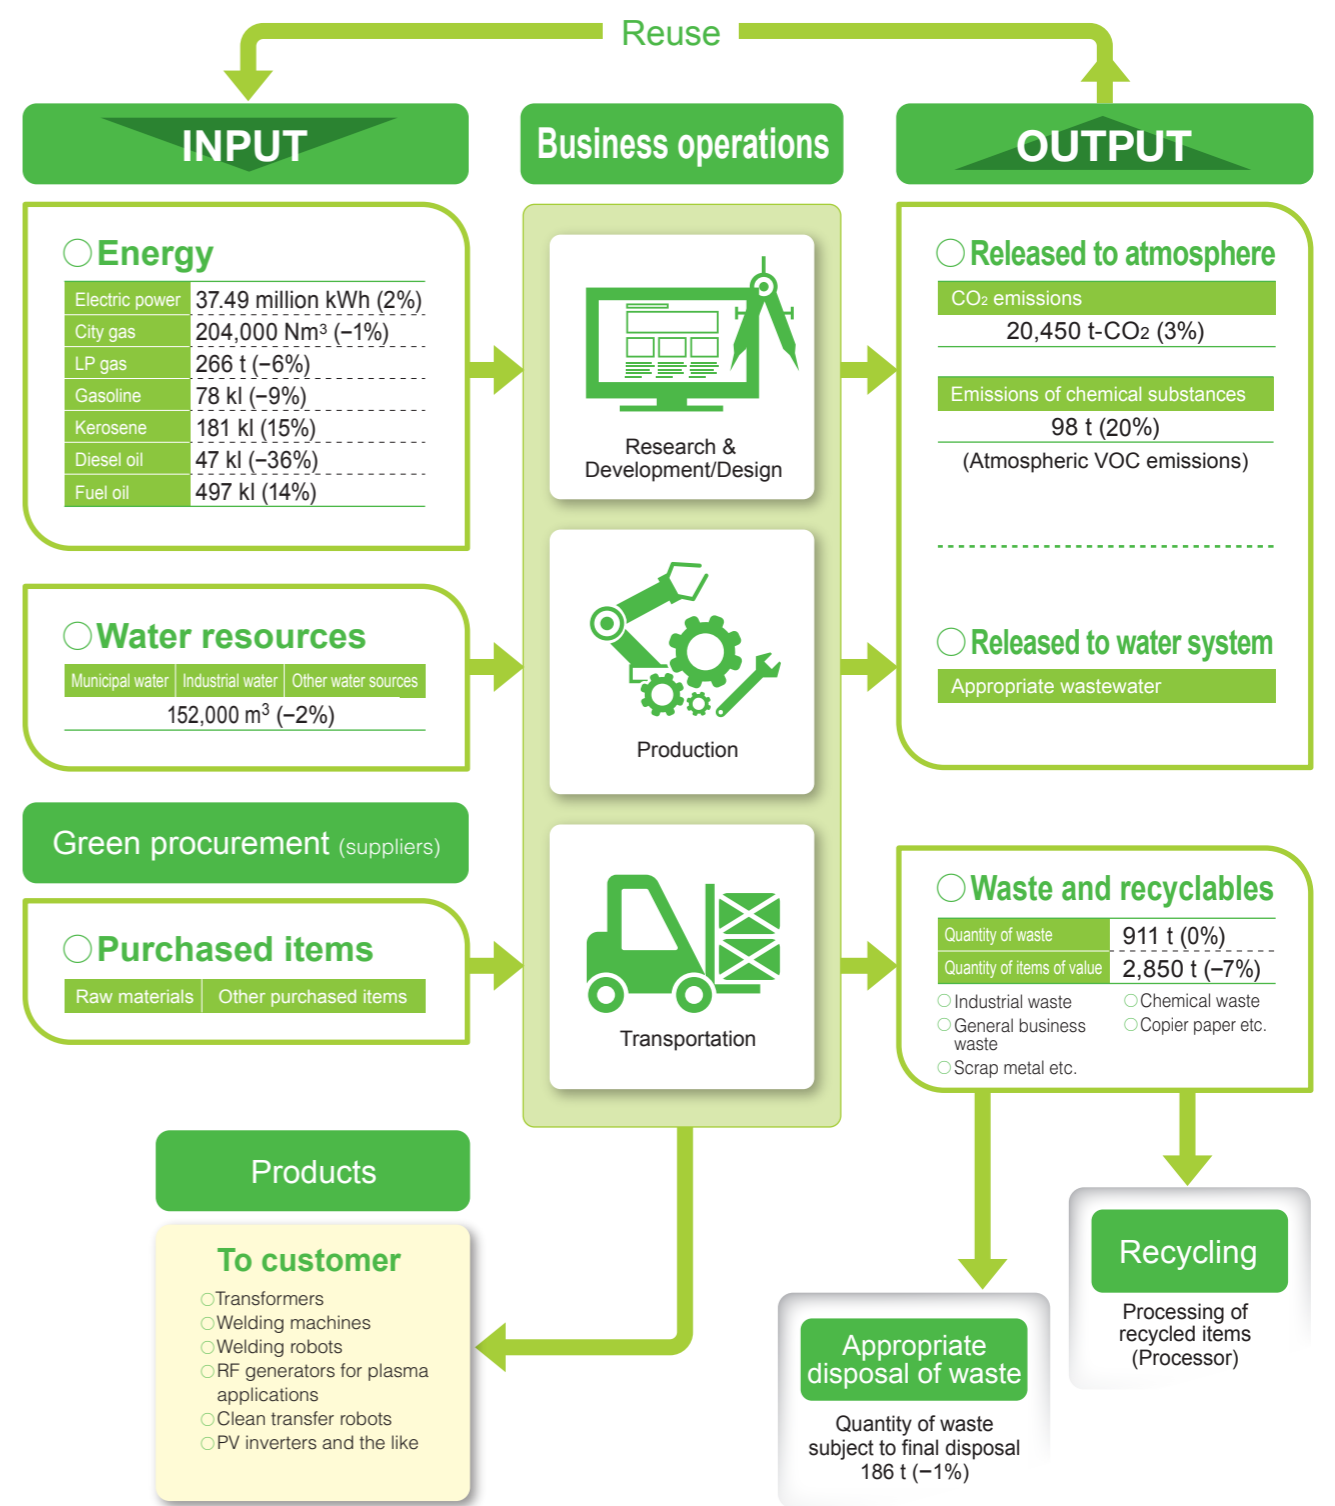 Reuse
INPUT
Business operations
OUTPUT
○Energy
Electric power 37.49 million kWh (2%)
City gas 204,000 Nm³ (−1%)
LP gas 266 t (−6%)
Gasoline 78 kl (−9%)
Kerosene 181 kl (15%)
Diesel oil 47 kl (−36%)
Fuel oil 497 kl (14%)
○Water resources
Municipal water Industrial water Other water sources
152,000 m³ (−2%)
Green procurement (suppliers)
○Purchased items
Raw materials Other purchased items
Research &
Development/Design
Production
Transportation
○Released to atmosphere
CO₂ emissions
20,450 t-CO₂ (3%)
Emissions of chemical substances
98 t (20%)
(Atmospheric VOC emissions)
○Released to water system
Appropriate wastewater
○Waste and recyclables
Quantity of waste 911 t (0%)
Quantity of items of value 2,850 t (−7%)
○Industrial waste
○General business
waste
○Scrap metal etc.
○Chemical waste
○Copier paper etc.
Products
To customer
○Transformers
○Welding machines
○Welding robots
○RF generators for plasma
applications
○Clean transfer robots
○PV inverters and the like
Appropriate
disposal of waste
Quantity of waste
subject to final disposal
186 t (−1%)
Recycling
Processing of
recycled items
(Processor)